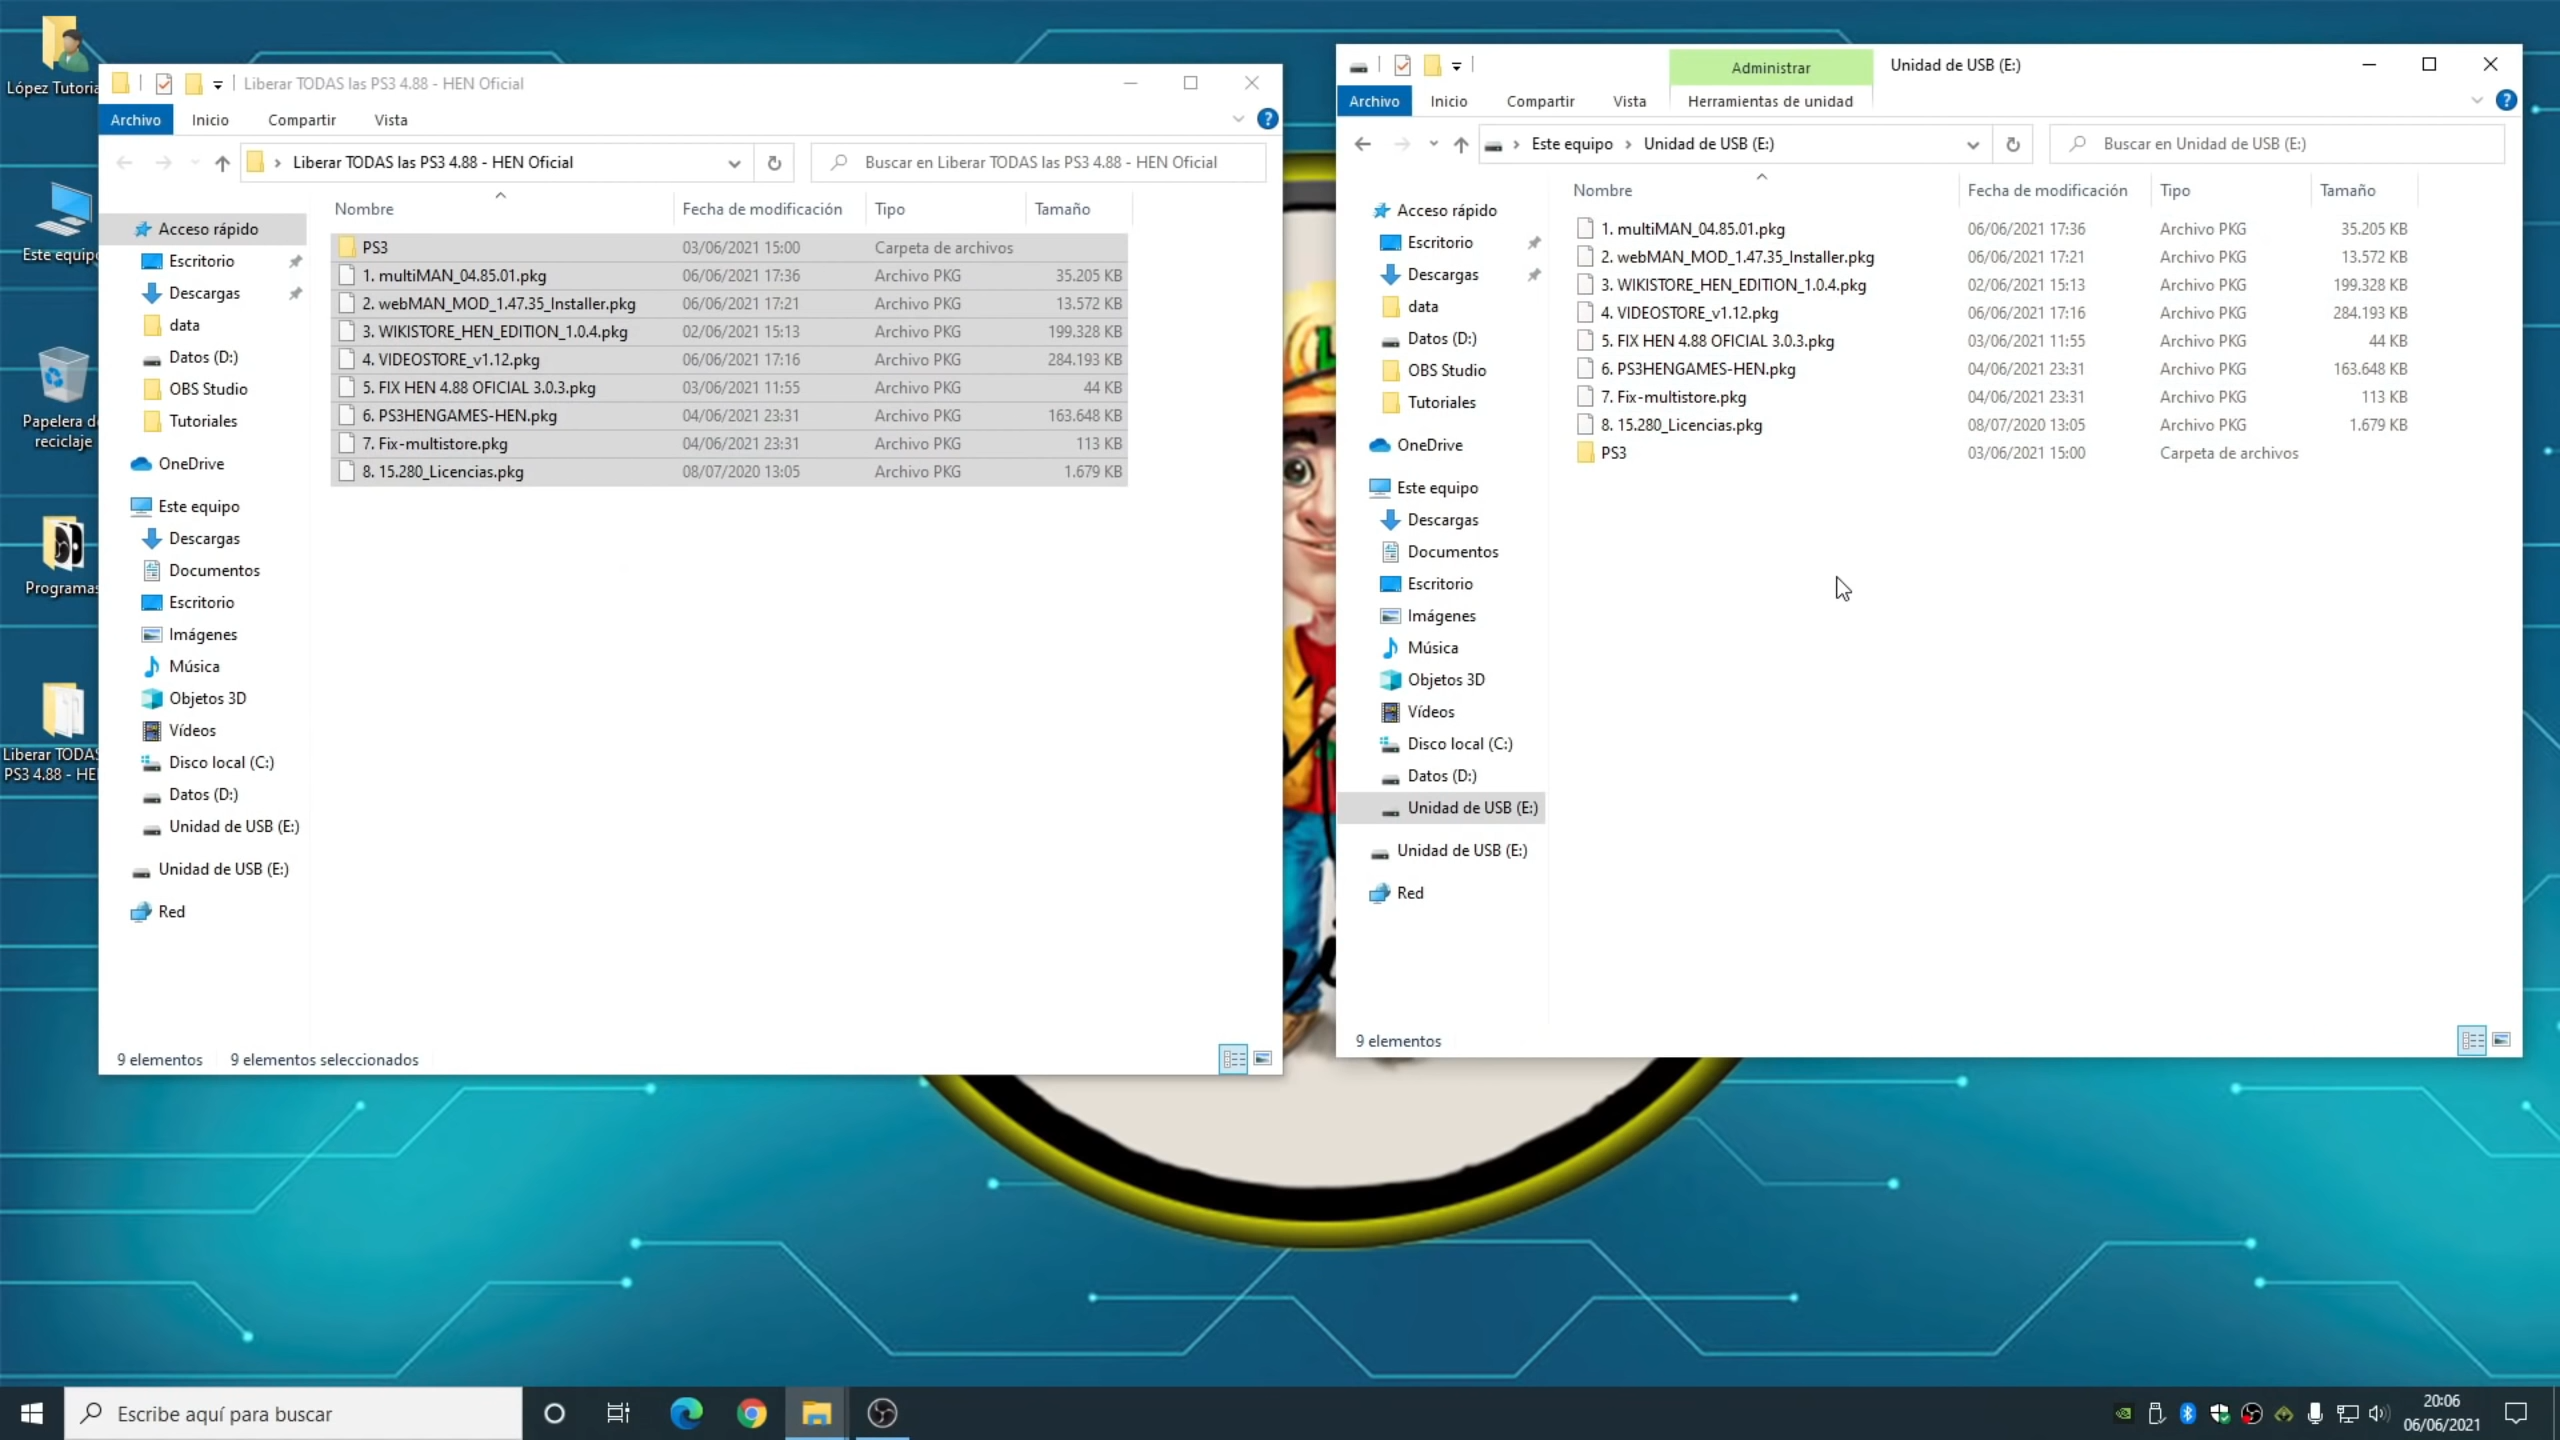 López Tutoria
Este equipo
Papelera d
reciclaje
Programas
Liberar TODAS
PS3 4.88 - HE
Liberar TODAS las PS3 4.88 - HEN Oficial
Archivo Inicio Compartir Vista
Liberar TODAS las PS3 4.88 - HEN Oficial
Buscar en Liberar TODAS las PS3 4.88 - HEN Oficial
Acceso rápido
Escritorio
Descargas
data
Datos (D:)
OBS Studio
Tutoriales
OneDrive
Este equipo
Descargas
Documentos
Escritorio
Imágenes
Música
Objetos 3D
Vídeos
Disco local (C:)
Datos (D:)
Unidad de USB (E:)
Unidad de USB (E:)
Red
Nombre Fecha de modificación Tipo Tamaño
PS3 03/06/2021 15:00 Carpeta de archivos
1. multiMAN_04.85.01.pkg 06/06/2021 17:36 Archivo PKG 35.205 KB
2. webMAN_MOD_1.47.35_Installer.pkg 06/06/2021 17:21 Archivo PKG 13.572 KB
3. WIKISTORE_HEN_EDITION_1.0.4.pkg 02/06/2021 15:13 Archivo PKG 199.328 KB
4. VIDEOSTORE_v1.12.pkg 06/06/2021 17:16 Archivo PKG 284.193 KB
5. FIX HEN 4.88 OFICIAL 3.0.3.pkg 03/06/2021 11:55 Archivo PKG 44 KB
6. PS3HENGAMES-HEN.pkg 04/06/2021 23:31 Archivo PKG 163.648 KB
7. Fix-multistore.pkg 04/06/2021 23:31 Archivo PKG 113 KB
8. 15.280_Licencias.pkg 08/07/2020 13:05 Archivo PKG 1.679 KB
9 elementos 9 elementos seleccionados
Administrar Unidad de USB (E:)
Archivo Inicio Compartir Vista Herramientas de unidad
Este equipo Unidad de USB (E:)
Buscar en Unidad de USB (E:)
Acceso rápido
Escritorio
Descargas
data
Datos (D:)
OBS Studio
Tutoriales
OneDrive
Este equipo
Descargas
Documentos
Escritorio
Imágenes
Música
Objetos 3D
Vídeos
Disco local (C:)
Datos (D:)
Unidad de USB (E:)
Unidad de USB (E:)
Red
Nombre Fecha de modificación Tipo Tamaño
1. multiMAN_04.85.01.pkg 06/06/2021 17:36 Archivo PKG 35.205 KB
2. webMAN_MOD_1.47.35_Installer.pkg 06/06/2021 17:21 Archivo PKG 13.572 KB
3. WIKISTORE_HEN_EDITION_1.0.4.pkg 02/06/2021 15:13 Archivo PKG 199.328 KB
4. VIDEOSTORE_v1.12.pkg 06/06/2021 17:16 Archivo PKG 284.193 KB
5. FIX HEN 4.88 OFICIAL 3.0.3.pkg 03/06/2021 11:55 Archivo PKG 44 KB
6. PS3HENGAMES-HEN.pkg 04/06/2021 23:31 Archivo PKG 163.648 KB
7. Fix-multistore.pkg 04/06/2021 23:31 Archivo PKG 113 KB
8. 15.280_Licencias.pkg 08/07/2020 13:05 Archivo PKG 1.679 KB
PS3 03/06/2021 15:00 Carpeta de archivos
9 elementos
Escribe aquí para buscar
20:06
06/06/2021